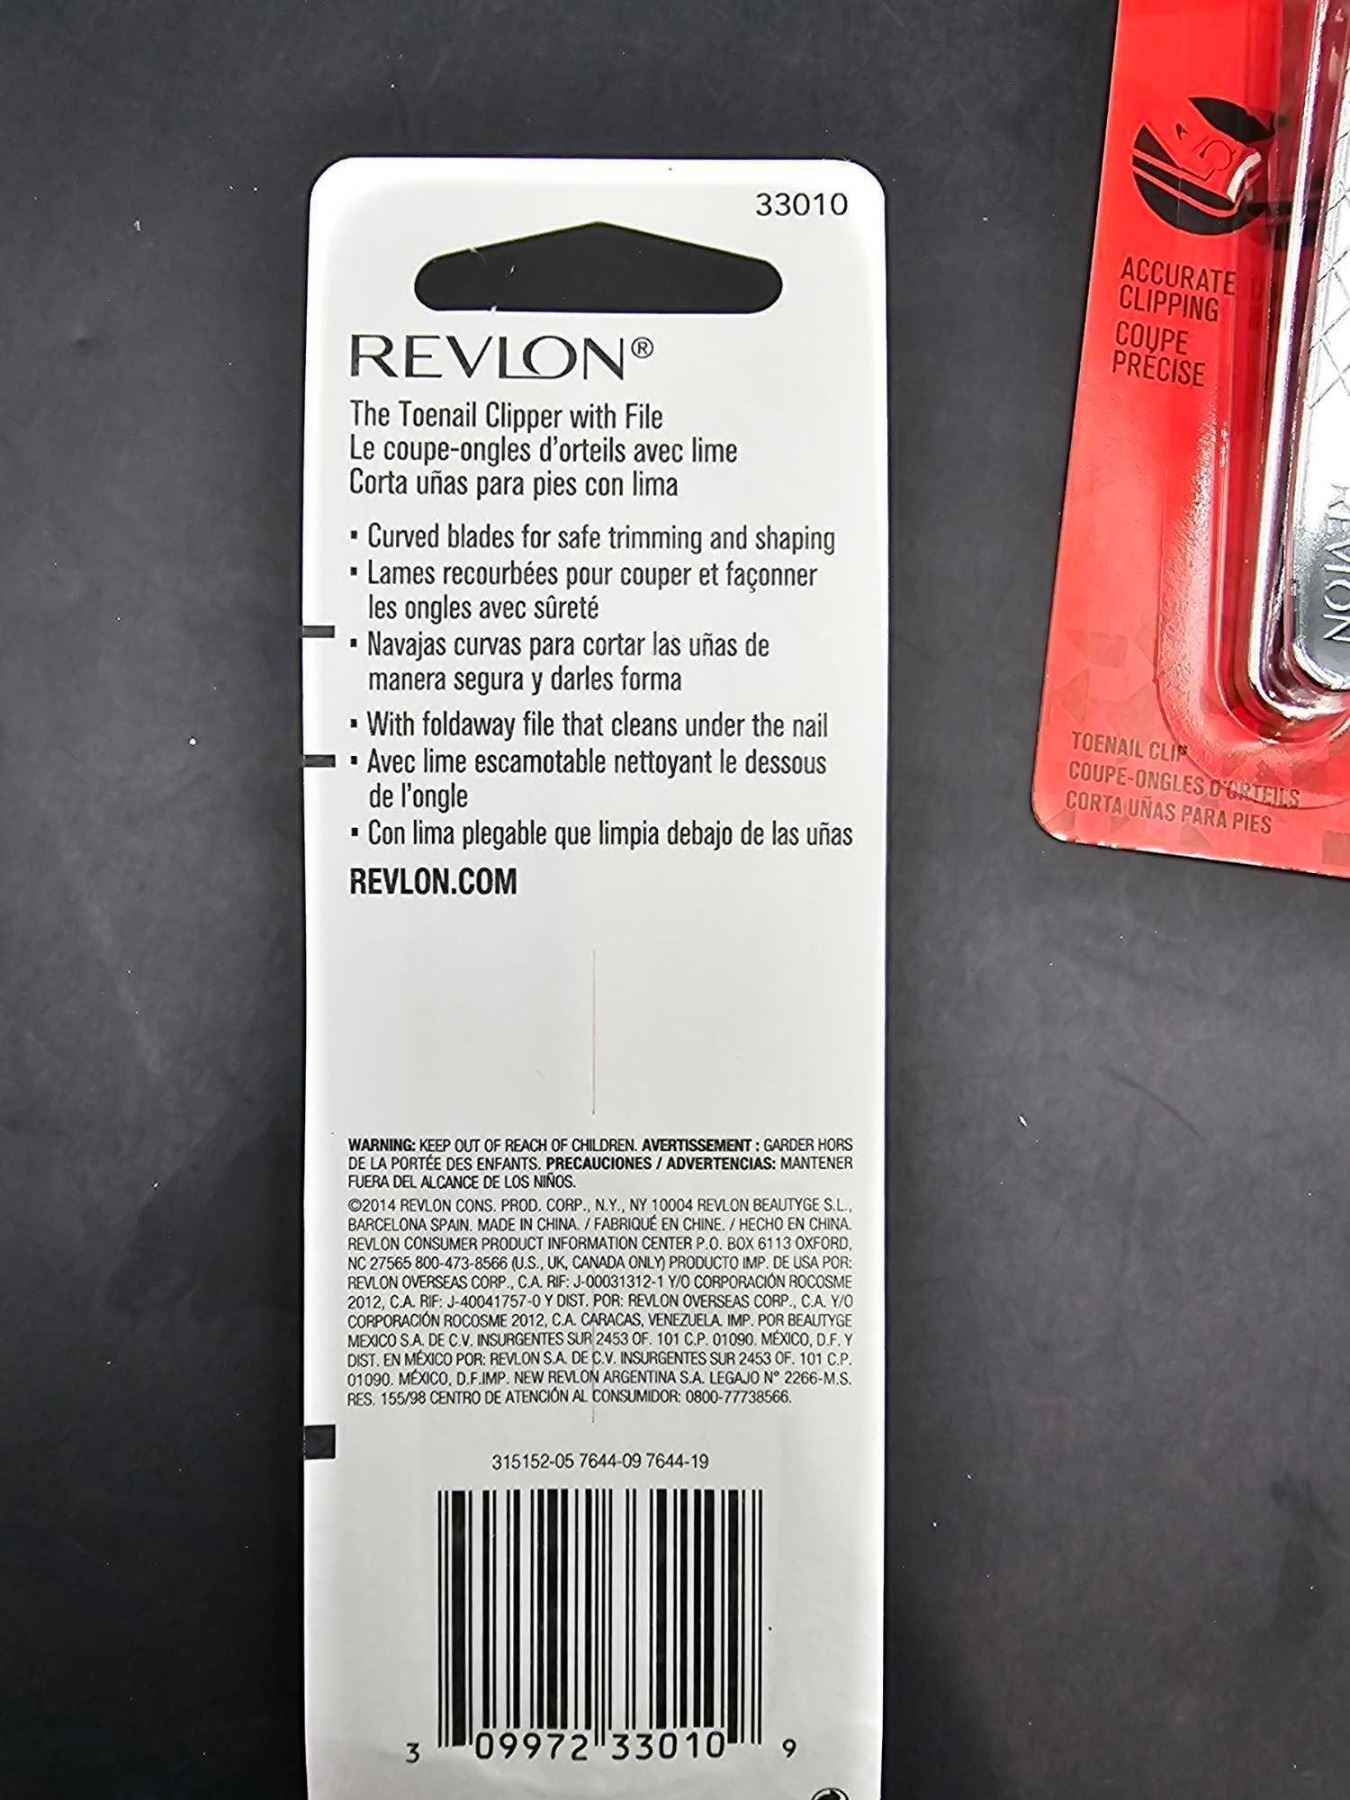 33010
REVLON®
The Toenail Clipper with File
Le coupe-ongles d'orteils avec lime
Corta uñas para pies con lima
▪ Curved blades for safe trimming and shaping
▪ Lames recourbées pour couper et façonner
les ongles avec sûreté
▪ Navajas curvas para cortar las uñas de
manera segura y darles forma
▪ With foldaway file that cleans under the nail
▪ Avec lime escamotable nettoyant le dessous
de l'ongle
▪ Con lima plegable que limpia debajo de las uñas
REVLON.COM
WARNING: KEEP OUT OF REACH OF CHILDREN. AVERTISSEMENT : GARDER HORS
DE LA PORTÉE DES ENFANTS. PRECAUCIONES / ADVERTENCIAS: MANTENER
FUERA DEL ALCANCE DE LOS NIÑOS.
©2014 REVLON CONS. PROD. CORP., N.Y., NY 10004 REVLON BEAUTYGE S.L.,
BARCELONA SPAIN. MADE IN CHINA. / FABRIQUÉ EN CHINE. / HECHO EN CHINA.
REVLON CONSUMER PRODUCT INFORMATION CENTER P.O. BOX 6113 OXFORD,
NC 27565 800-473-8566 (U.S., UK, CANADA ONLY) PRODUCTO IMP. DE USA POR:
REVLON OVERSEAS CORP., C.A. RIF: J-00031312-1 Y/O CORPORACIÓN ROCOSME
2012, C.A. RIF: J-40041757-0 Y DIST. POR: REVLON OVERSEAS CORP., C.A. Y/O
CORPORACIÓN ROCOSME 2012, C.A. CARACAS, VENEZUELA. IMP. POR BEAUTYGE
MEXICO S.A. DE C.V. INSURGENTES SUR 2453 OF. 101 C.P. 01090. MÉXICO, D.F. Y
DIST. EN MÉXICO POR: REVLON S.A. DE C.V. INSURGENTES SUR 2453 OF. 101 C.P.
01090. MÉXICO, D.F.IMP. NEW REVLON ARGENTINA S.A. LEGAJO Nº 2266-M.S.
RES. 155/98 CENTRO DE ATENCIÓN AL CONSUMIDOR: 0800-77738566.
315152-05 7644-09 7644-19
3 09972 33010 9
ACCURATE
CLIPPING
COUPE
PRÉCISE
REVLON
TOENAIL CLIP
COUPE-ONGLES D'ORTEILS
CORTA UÑAS PARA PIES